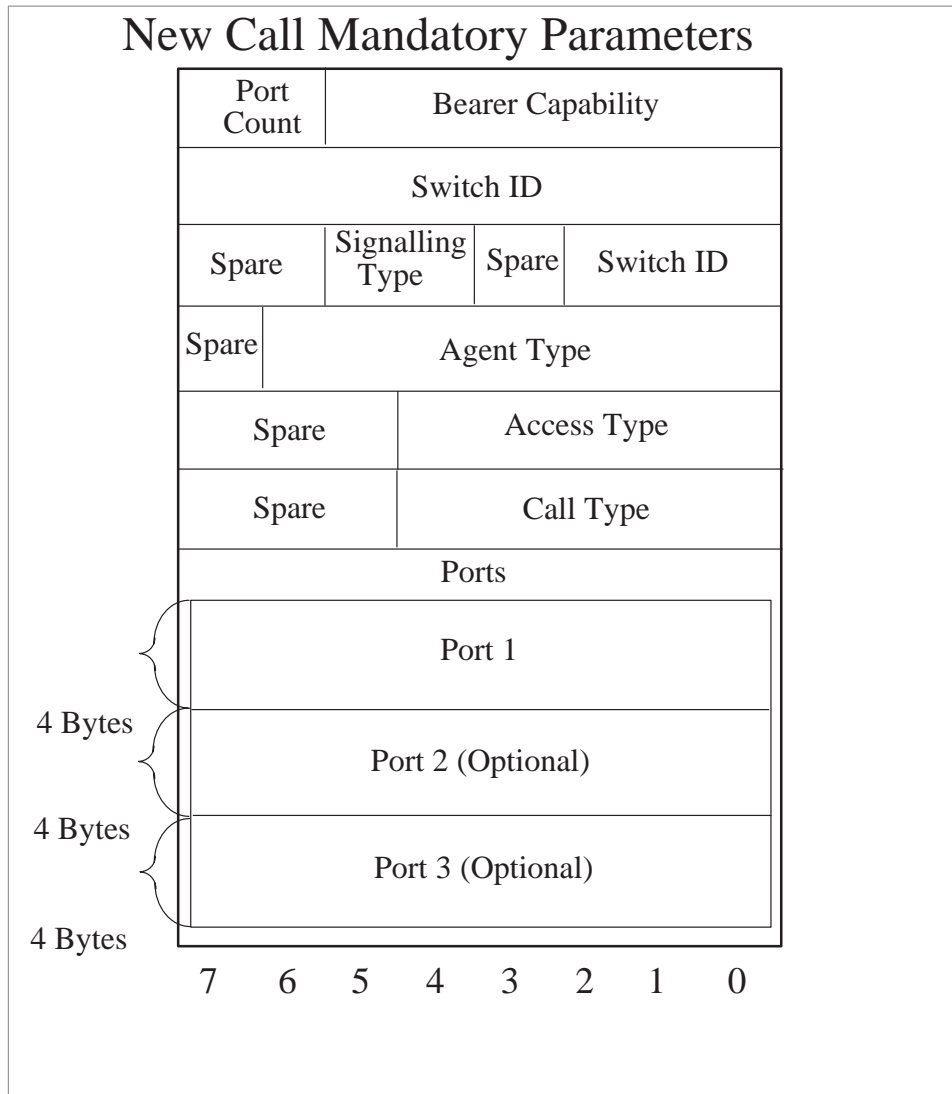 New Call Mandatory Parameters
Port
Count
Bearer Capability
Switch ID
Spare
Signalling
Type
Spare
Switch ID
Spare
Agent Type
Spare
Access Type
Spare
Call Type
Ports
Port 1
4 Bytes
Port 2 (Optional)
4 Bytes
Port 3 (Optional)
4 Bytes
7 6 5 4 3 2 1 0